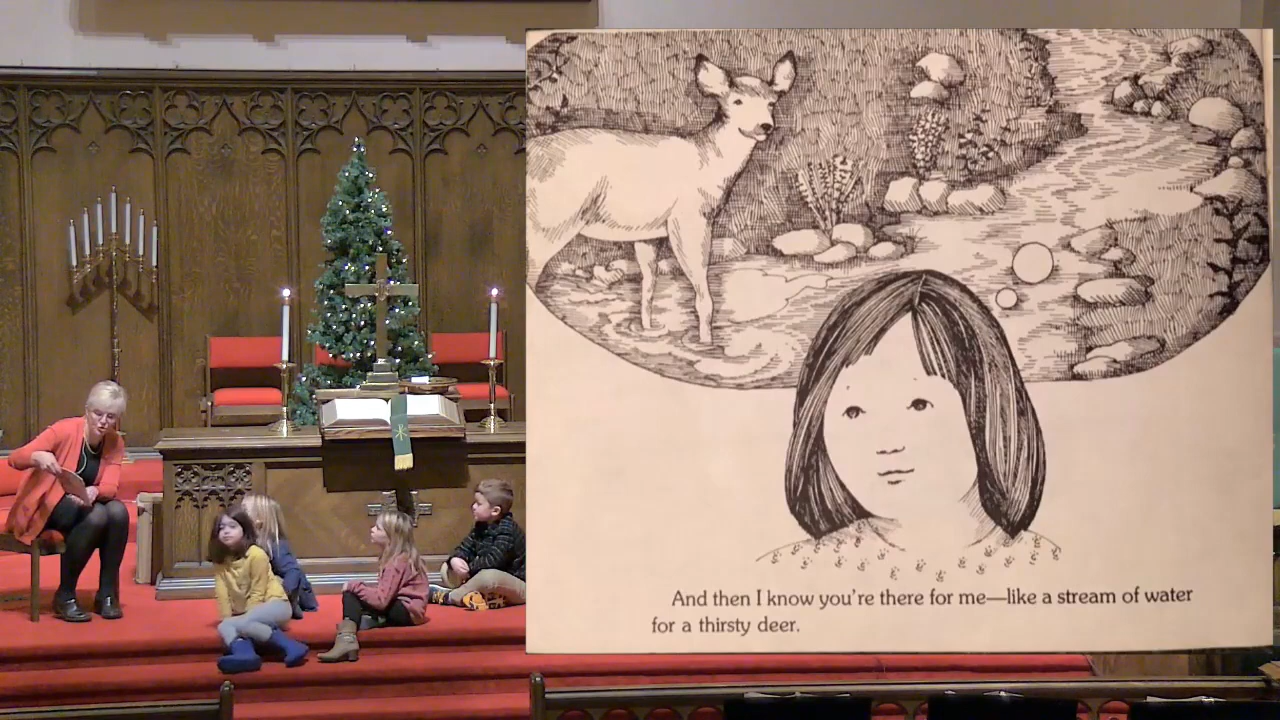 And then I know you're there for me—like a stream of water
for a thirsty deer.